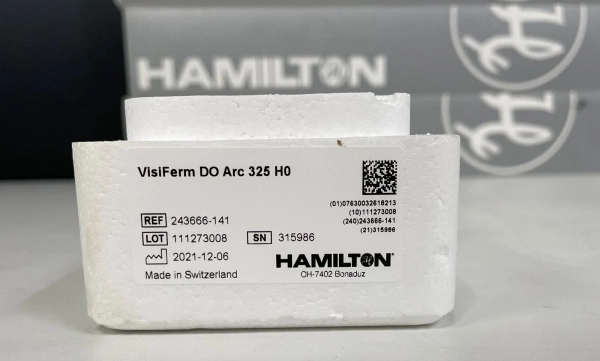 HAMILTON
VisiFerm DO Arc 325 H0
(01)07630032618213
(10)111273008
(240)243666-141
(21)315986
REF 243666-141
LOT 111273008 SN 315986
2021-12-06
Made in Switzerland
HAMILTON
CH-7402 Bonaduz